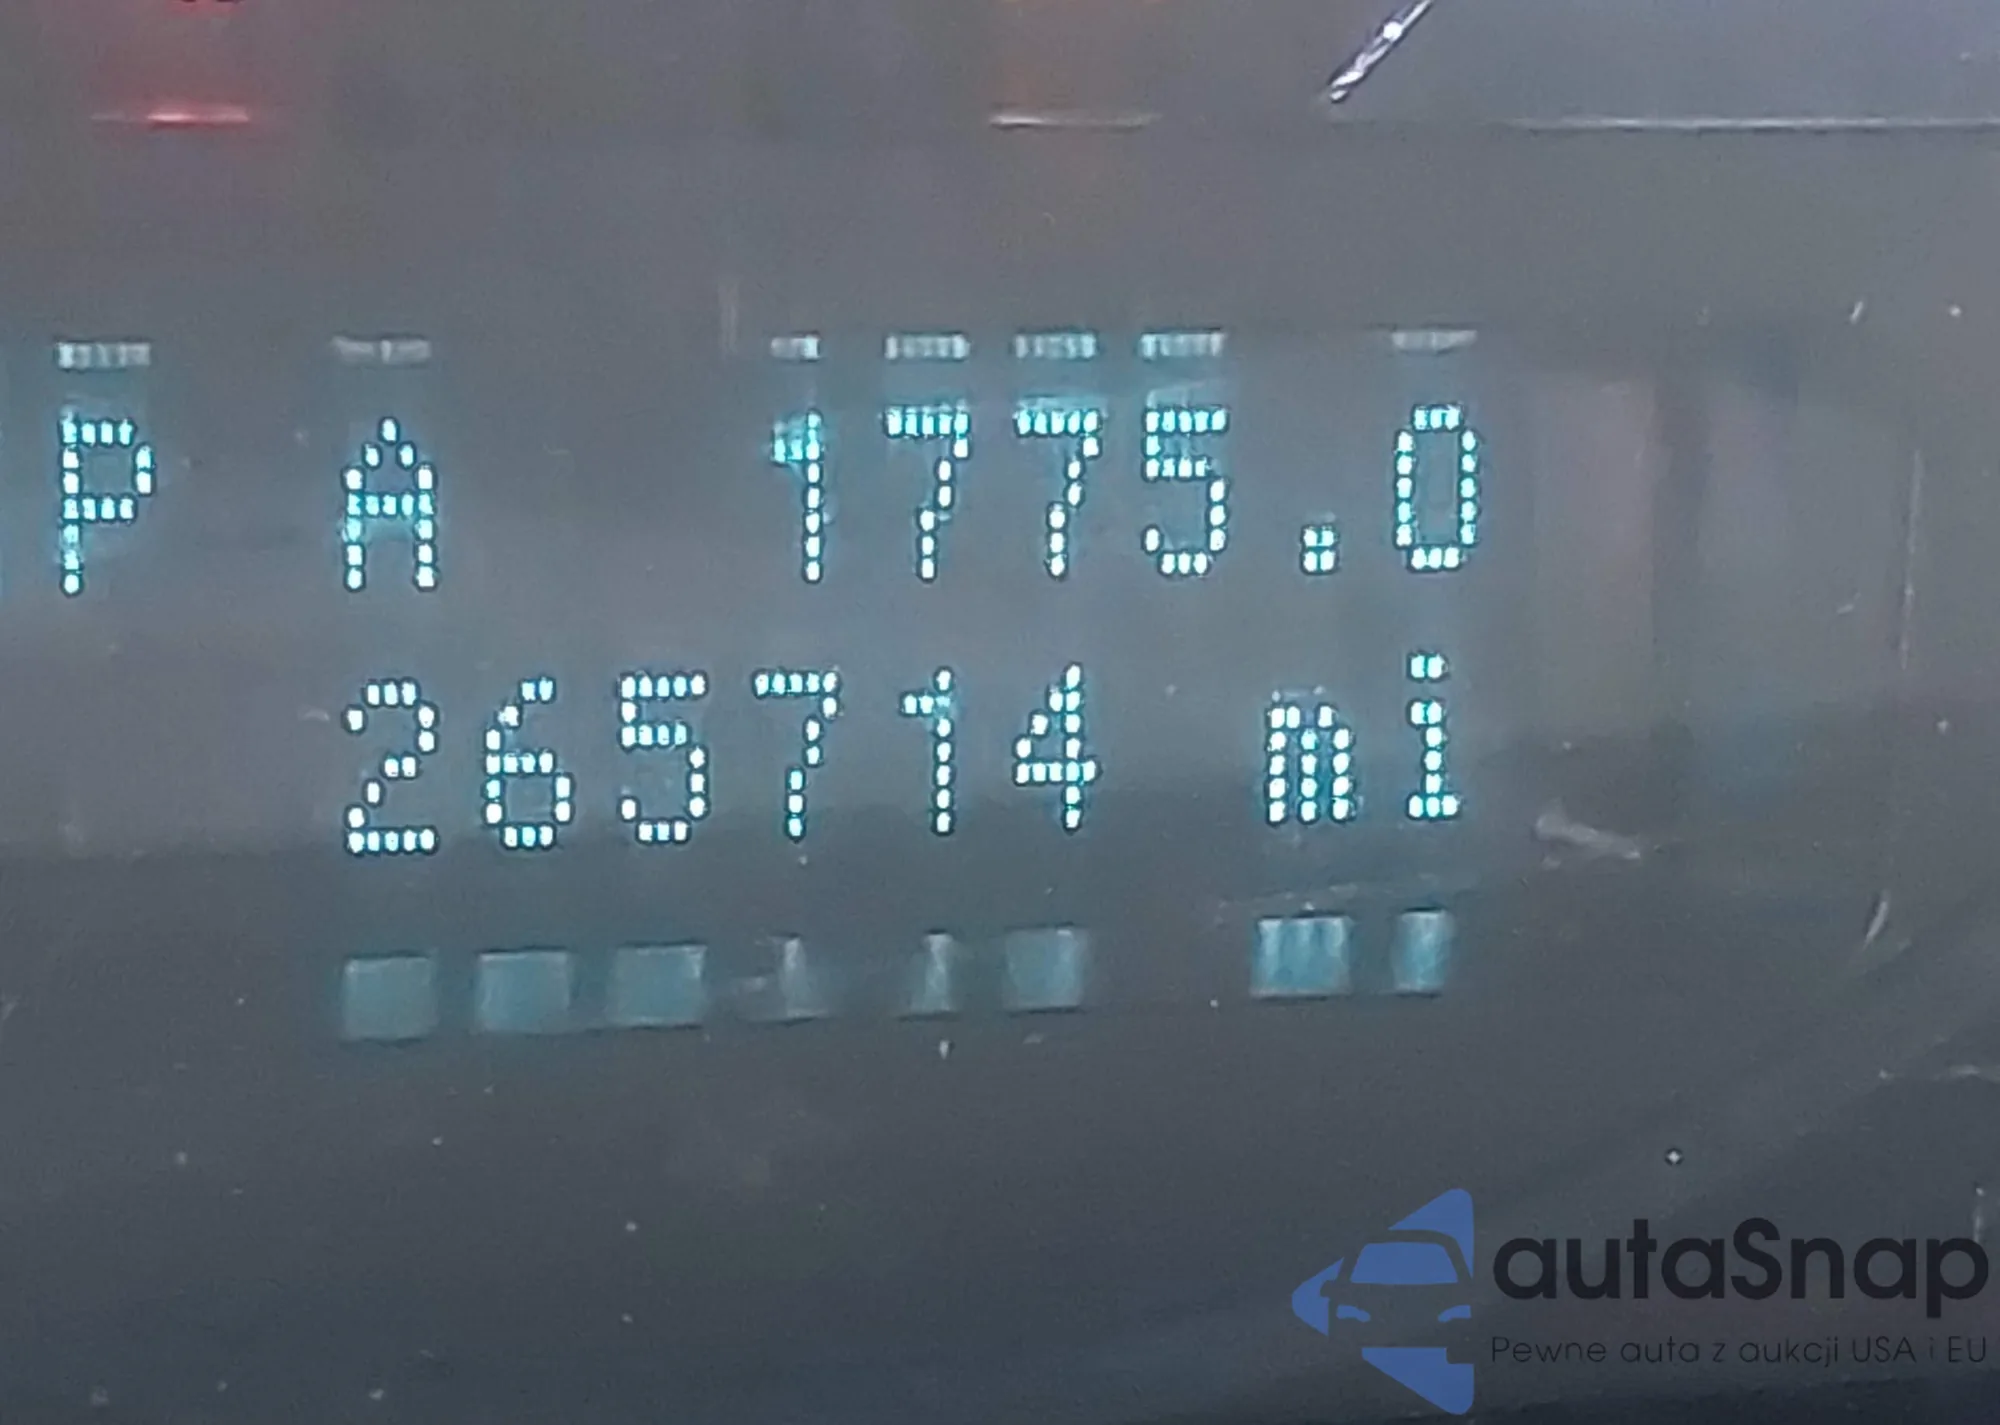 P A 1775.0
265714 mi
autaSnap
Pewne auta z aukcji USA i EU